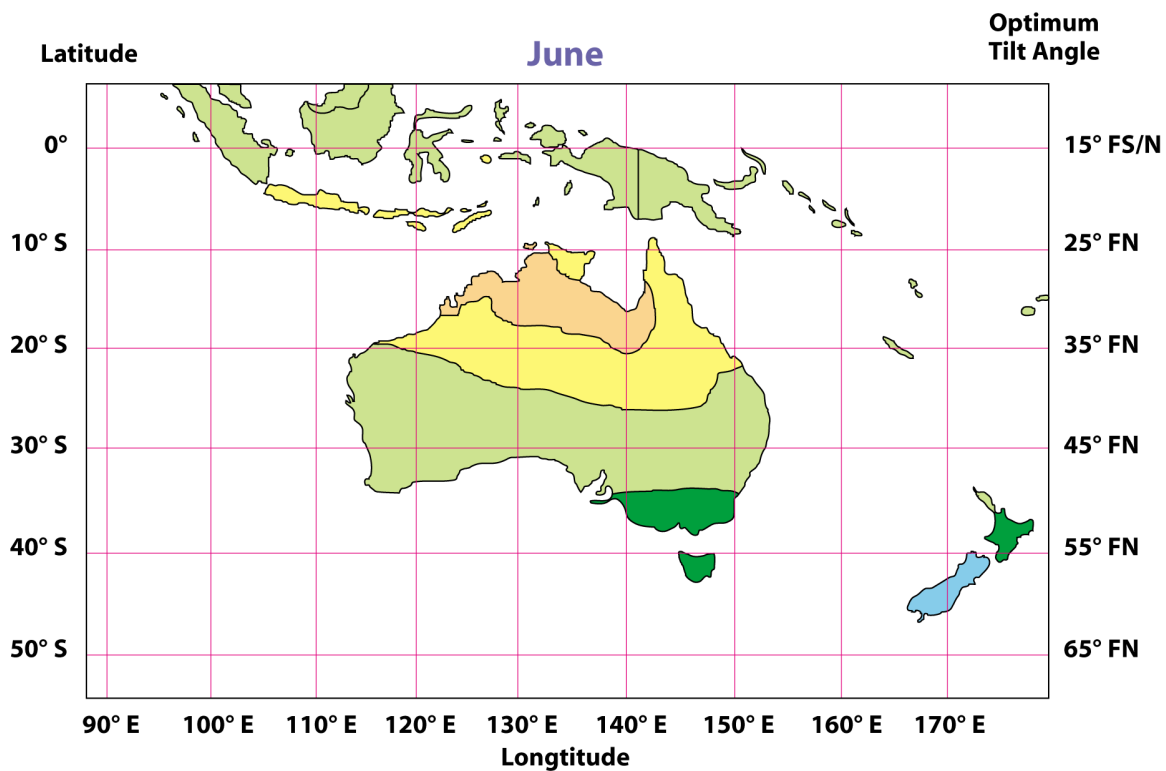 Optimum
Latitude
June
Tilt Angle
0°
15° FS/N
10° S
25° FN
20° S
35° FN
30° S
45° FN
40° S
55° FN
50° S
65° FN
90° E
100° E
110° E
120° E
130° E
140° E
150° E
160° E
170° E
Longtitude